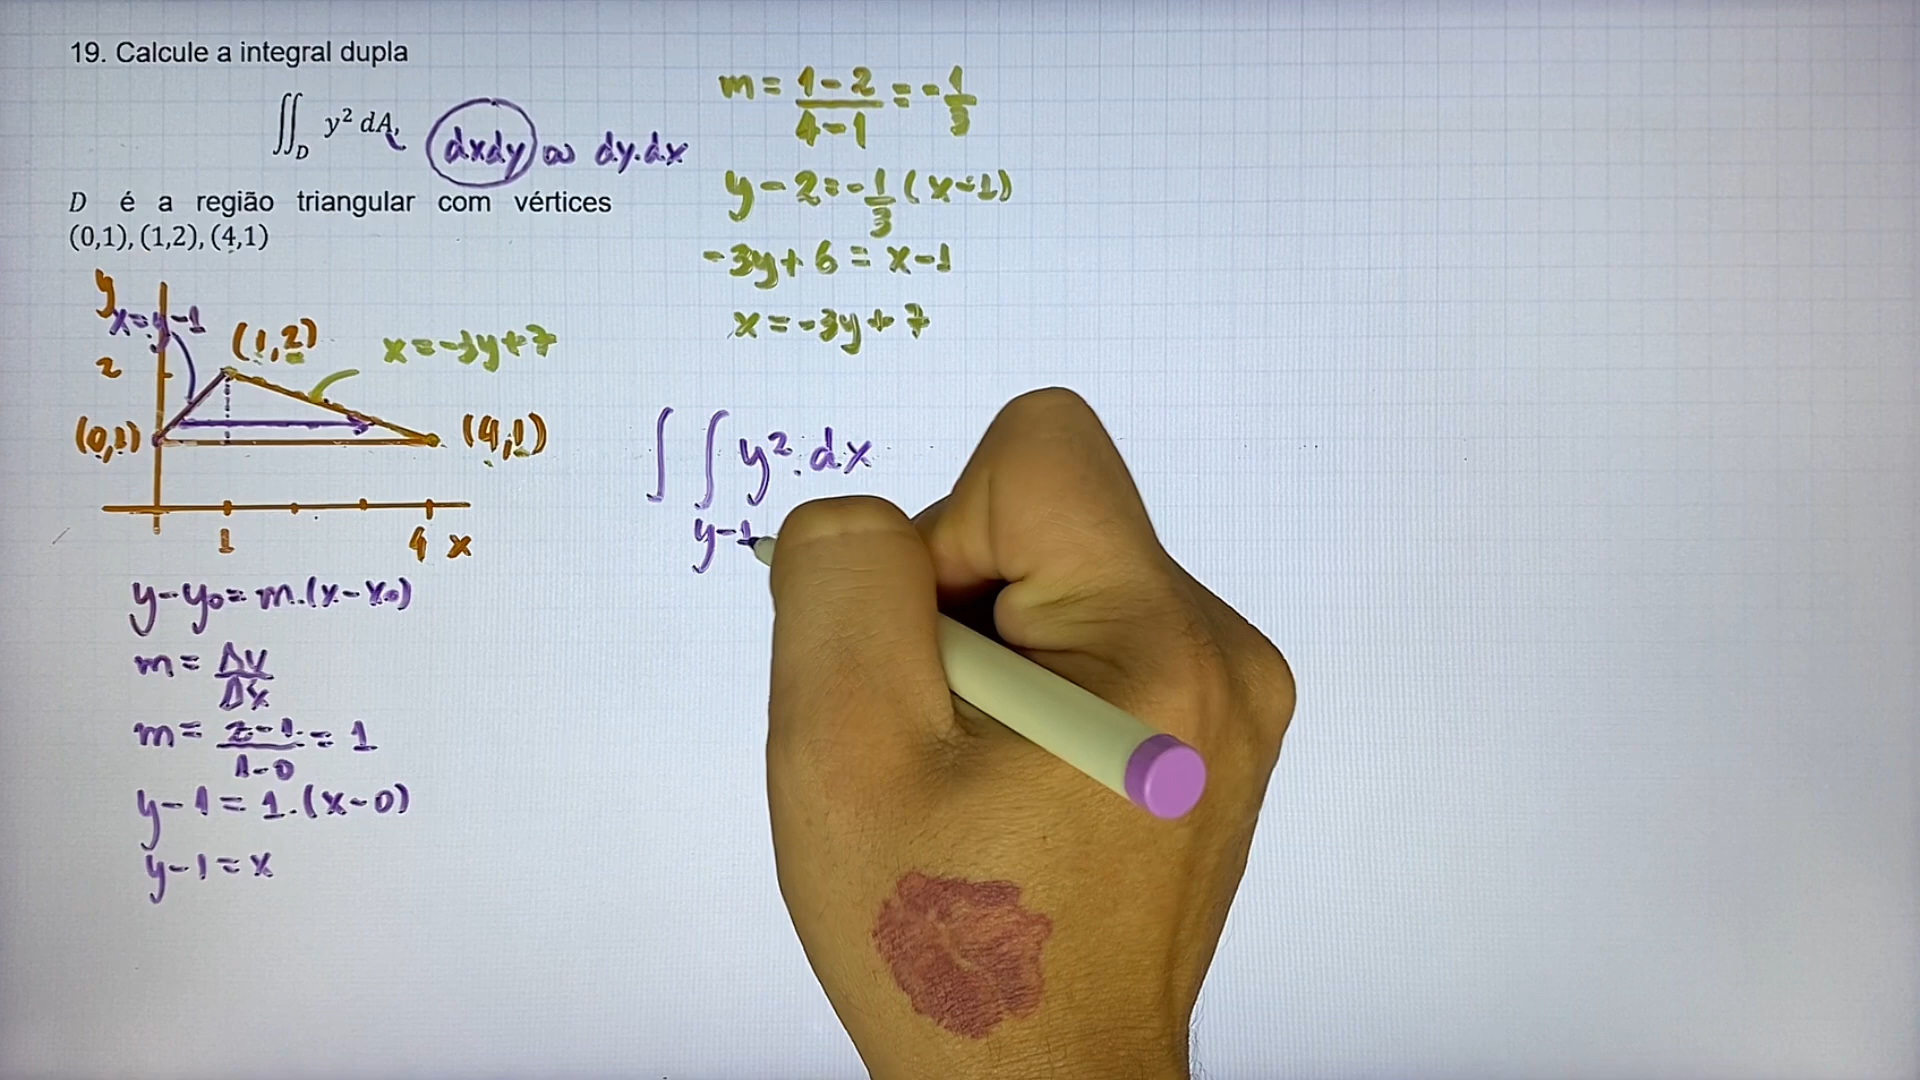 19. Calcule a integral dupla
∬_D y² dA, dxdy ou dy.dx
D é a região triangular com vértices
(0,1), (1,2), (4,1)
y
x=y-1
(1,2)
x=-3y+7
2
(0,1)
(4,1)
1
4 x
y-y₀=m.(x-x₀)
m=Δy/Δx
m=2-1/1-0=1
y-1=1.(x-0)
y-1=x
m=1-2/4-1=-1/3
y-2=-1/3(x-1)
-3y+6=x-1
x=-3y+7
∫∫y².dx
y-1